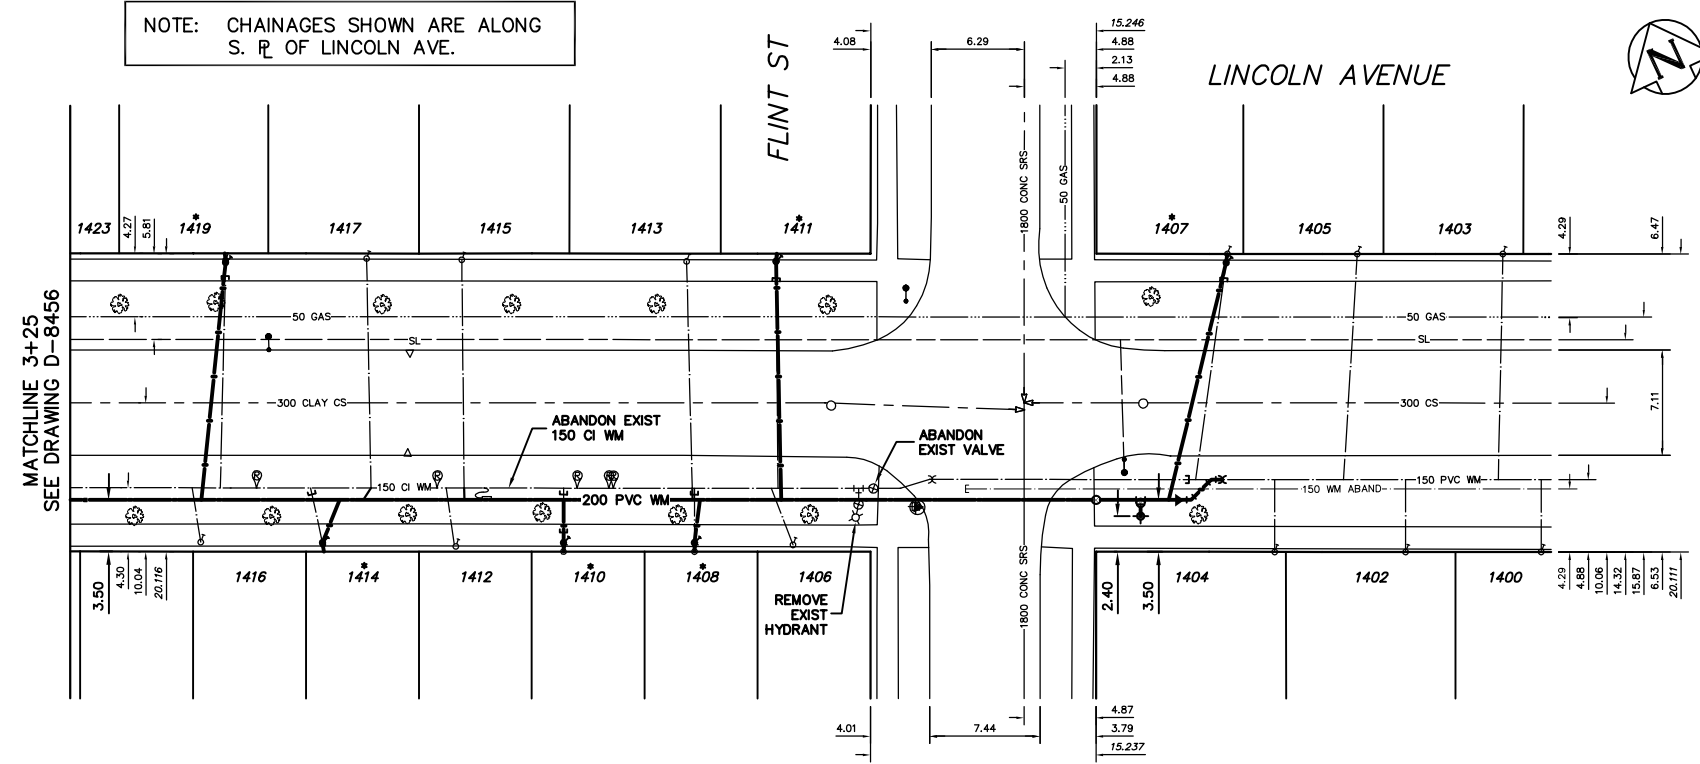 NOTE: CHAINAGES SHOWN ARE ALONG
S. ⅊ OF LINCOLN AVE.
FLINT ST
LINCOLN AVENUE
N
4.08
6.29
15.246
4.88
2.13
4.88
MATCHLINE 3+25
SEE DRAWING D-8456
1423
4.27
5.81
*
1419
1417
1415
1413
*
1411
*
1407
1405
1403
4.29
6.47
1800 CONC SRS
50 GAS
50 GAS
50 GAS
SL
SL
300 CLAY CS
300 CS
7.11
ABANDON EXIST
150 CI WM
ABANDON
EXIST VALVE
150 CI WM
200 PVC WM
E
150 WM ABAND
150 PVC WM
3.50
4.30
10.04
20.116
1416
*
1414
1412
*
1410
*
1408
1406
REMOVE
EXIST
HYDRANT
1800 CONC SRS
2.40
3.50
1404
1402
1400
4.29
4.88
10.06
14.32
15.87
6.53
20.111
4.01
7.44
4.87
3.79
15.237